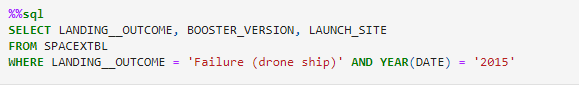 %%sql
SELECT LANDING__OUTCOME, BOOSTER_VERSION, LAUNCH_SITE
FROM SPACEXTBL
WHERE LANDING__OUTCOME = 'Failure (drone ship)' AND YEAR(DATE) = '2015'